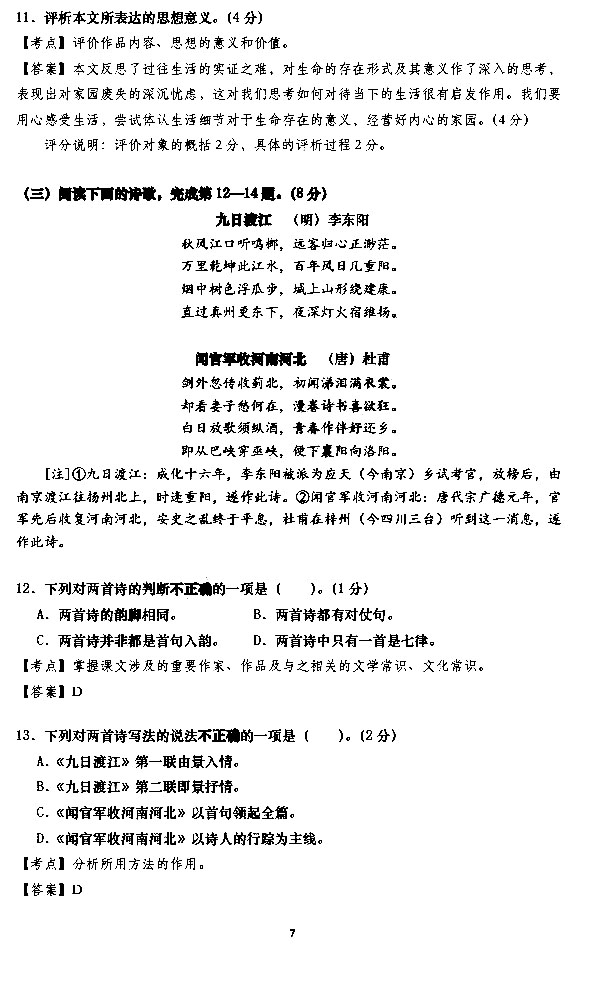 11．评析本文所表达的思想意义。(4 分)
【考点】评价作品内容、思想的意义和价值。
【答案】本文反思了过往生活的实证之难，对生命的存在形式及其意义作了深入的思考，
表现出对家园废失的深沉忧虑，这对我们思考如何对待当下的生活很有启发作用。我们要
用心感受生活，尝试体认生活细节对于生命存在的意义，经营好内心的家园。(4 分)
评分说明：评价对象的概括 2 分，具体的评析过程 2 分。
（三）阅读下面的诗歌，完成第 12—14 题。(8 分)
九日渡江 （明）李东阳
秋风江口听鸣榔，远客归心正渺茫。
万里乾坤此江水，百年风日几重阳。
烟中树色浮瓜步，城上山形绕建康。
直过真州更东下，夜深灯火宿维扬。
闻官军收河南河北 （唐）杜甫
剑外忽传收蓟北，初闻涕泪满衣裳。
却看妻子愁何在，漫卷诗书喜欲狂。
白日放歌须纵酒，青春作伴好还乡。
即从巴峡穿巫峡，便下襄阳向洛阳。
[注]①九日渡江：成化十六年，李东阳被派为应天（今南京）乡试考官，放榜后，由
南京渡江往扬州北上，时逢重阳，遂作此诗。②闻官军收河南河北：唐代宗广德元年，官
军先后收复河南河北，安史之乱终于平息，杜甫在梓州（今四川三台）听到这一消息，遂
作此诗。
12．下列对两首诗的判断不正确的一项是（　　）。(1 分)
A．两首诗的韵脚相同。　　B．两首诗都有对仗句。
C．两首诗并非都是首句入韵。　　D．两首诗中只有一首是七律。
【考点】掌握课文涉及的重要作家、作品及与之相关的文学常识、文化常识。
【答案】D
13．下列对两首诗写法的说法不正确的一项是（　　）。(2 分)
A.《九日渡江》第一联由景入情。
B.《九日渡江》第二联即景抒情。
C.《闻官军收河南河北》以首句领起全篇。
D.《闻官军收河南河北》以诗人的行踪为主线。
【考点】分析所用方法的作用。
【答案】D
7